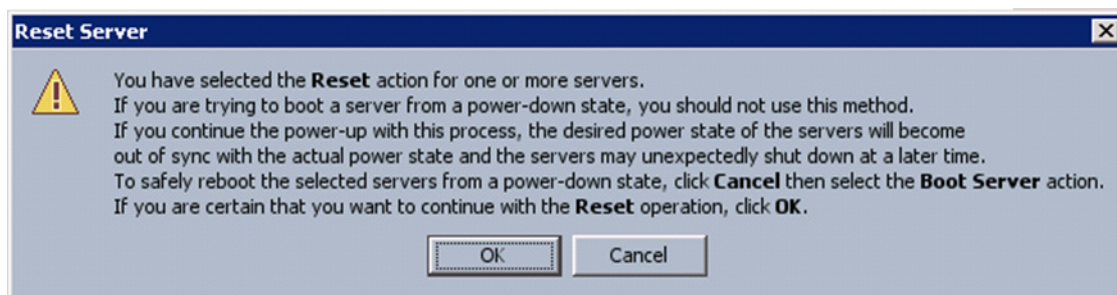 Reset Server
You have selected the Reset action for one or more servers.
If you are trying to boot a server from a power-down state, you should not use this method.
If you continue the power-up with this process, the desired power state of the servers will become
out of sync with the actual power state and the servers may unexpectedly shut down at a later time.
To safely reboot the selected servers from a power-down state, click Cancel then select the Boot Server action.
If you are certain that you want to continue with the Reset operation, click OK.
OK Cancel